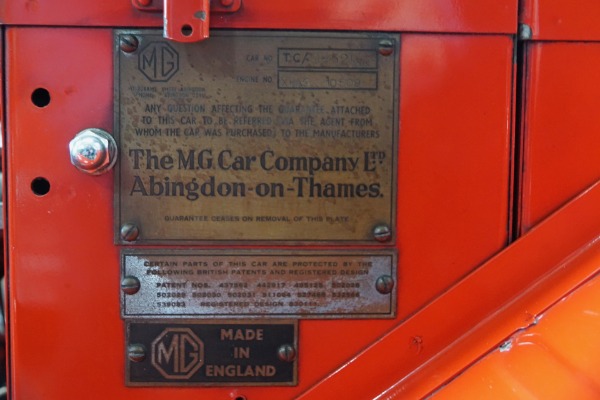 MG
CAR NO
ENGINE NO
ANY QUESTION AFFECTING THE GUARANTEE ATTACHED
TO THIS CAR TO BE REFERRED VIA THE AGENT FROM
WHOM THE CAR WAS PURCHASED TO THE MANUFACTURERS
The M.G. Car Company LTD
Abingdon-on-Thames.
GUARANTEE CEASES ON REMOVAL OF THIS PLATE
CERTAIN PARTS OF THIS CAR ARE PROTECTED BY THE
FOLLOWING BRITISH PATENTS AND REGISTERED DESIGN
PATENT NOS.
REGISTERED DESIGN
MG
MADE
IN
ENGLAND